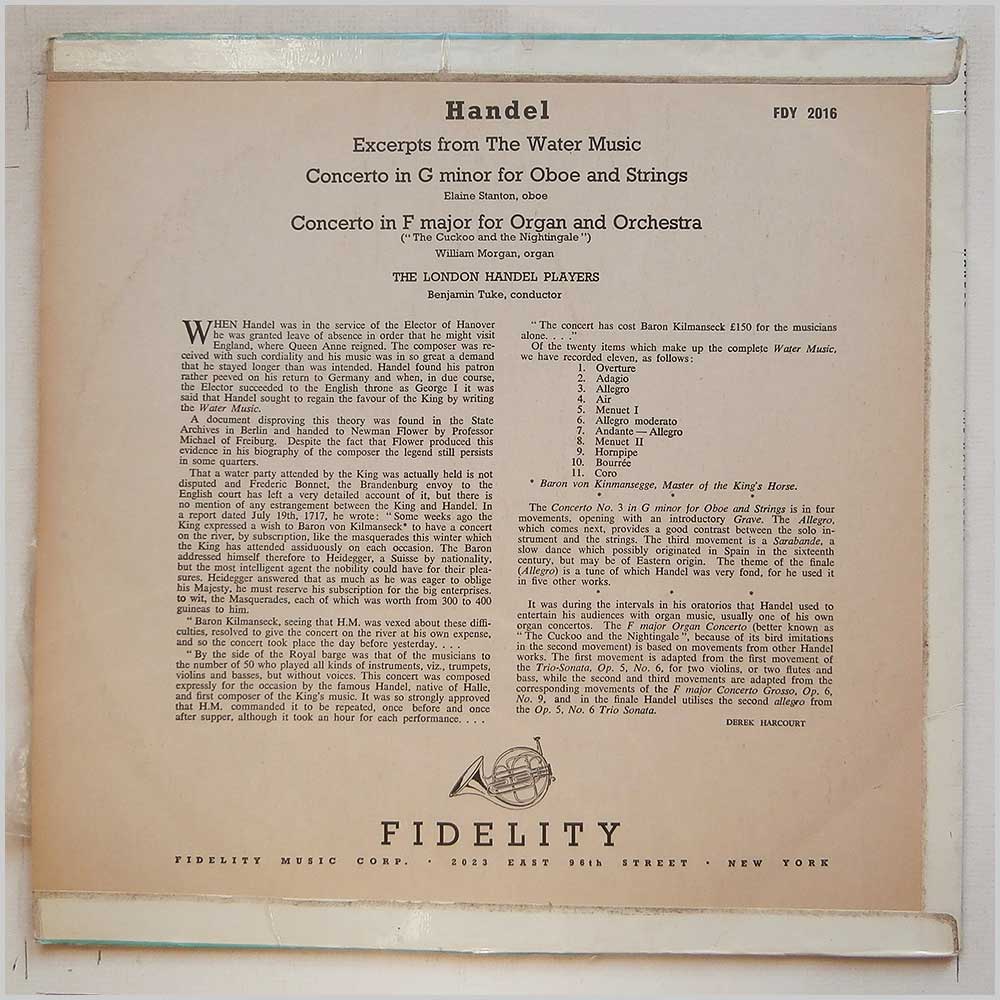 Handel
FDY 2016
Excerpts from The Water Music
Concerto in G minor for Oboe and Strings
Elaine Stanton, oboe
Concerto in F major for Organ and Orchestra
("The Cuckoo and the Nightingale")
William Morgan, organ
THE LONDON HANDEL PLAYERS
Benjamin Tuke, conductor
WHEN Handel was in the service of the Elector of Hanover
he was granted leave of absence in order that he might visit
England, where Queen Anne reigned. The composer was re-
ceived with such cordiality and his music was in so great a demand
that he stayed longer than was intended. Handel found his patron
rather peeved on his return to Germany and when, in due course,
the Elector succeeded to the English throne as George I it was
said that Handel sought to regain the favour of the King by writing
the Water Music.
A document disproving this theory was found in the State
Archives in Berlin and handed to Newman Flower by Professor
Michael of Freiburg. Despite the fact that Flower produced this
evidence in his biography of the composer the legend still persists
in some quarters.
That a water party attended by the King was actually held is not
disputed and Frederic Bonnet, the Brandenburg envoy to the
English court has left a very detailed account of it, but there is
no mention of any estrangement between the King and Handel. In
a report dated July 19th, 1717, he wrote: "Some weeks ago the
King expressed a wish to Baron von Kilmanseck* to have a concert
on the river, by subscription, like the masquerades this winter which
the King has attended assiduously on each occasion. The Baron
addressed himself therefore to Heidegger, a Suisse by nationality,
but the most intelligent agent the nobility could have for their plea-
sures. Heidegger answered that as much as he was eager to oblige
his Majesty, he must reserve his subscription for the big enterprises,
to wit, the Masquerades, each of which was worth from 300 to 400
guineas to him.
"Baron Kilmanseck, seeing that H.M. was vexed about these diffi-
culties, resolved to give the concert on the river at his own expense,
and so the concert took place the day before yesterday. . . .
"By the side of the Royal barge was that of the musicians to
the number of 50 who played all kinds of instruments, viz., trumpets,
violins and basses, but without voices. This concert was composed
expressly for the occasion by the famous Handel, native of Halle,
and first composer of the King's music. It was so strongly approved
that H.M. commanded it to be repeated, once before and once
after supper, although it took an hour for each performance. . . .
"The concert has cost Baron Kilmanseck £150 for the musicians
alone. . . ."
Of the twenty items which make up the complete Water Music,
we have recorded eleven, as follows:
1. Overture
2. Adagio
3. Allegro
4. Air
5. Menuet I
6. Allegro moderato
7. Andante — Allegro
8. Menuet II
9. Hornpipe
10. Bourrée
11. Coro
* Baron von Kinmansegge, Master of the King's Horse.
* * *
The Concerto No. 3 in G minor for Oboe and Strings is in four
movements, opening with an introductory Grave. The Allegro,
which comes next, provides a good contrast between the solo in-
strument and the strings. The third movement is a Sarabande, a
slow dance which possibly originated in Spain in the sixteenth
century, but may be of Eastern origin. The theme of the finale
(Allegro) is a tune of which Handel was very fond, for he used it
in five other works.
* * *
It was during the intervals in his oratorios that Handel used to
entertain his audiences with organ music, usually one of his own
organ concertos. The F major Organ Concerto (better known as
"The Cuckoo and the Nightingale", because of its bird imitations
in the second movement) is based on movements from other Handel
works. The first movement is adapted from the first movement of
the Trio-Sonata, Op. 5, No. 6, for two violins, or two flutes and
bass, while the second and third movements are adapted from the
corresponding movements of the F major Concerto Grosso, Op. 6,
No. 9, and in the finale Handel utilises the second allegro from
the Op. 5, No. 6 Trio Sonata.
DEREK HARCOURT
FIDELITY
FIDELITY MUSIC CORP. · 2023 EAST 96th STREET · NEW YORK